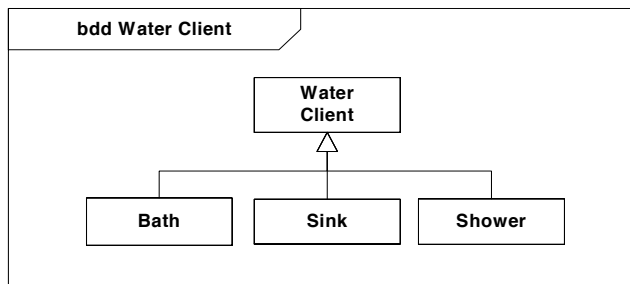 bdd Water Client
Water
Client
Bath
Sink
Shower